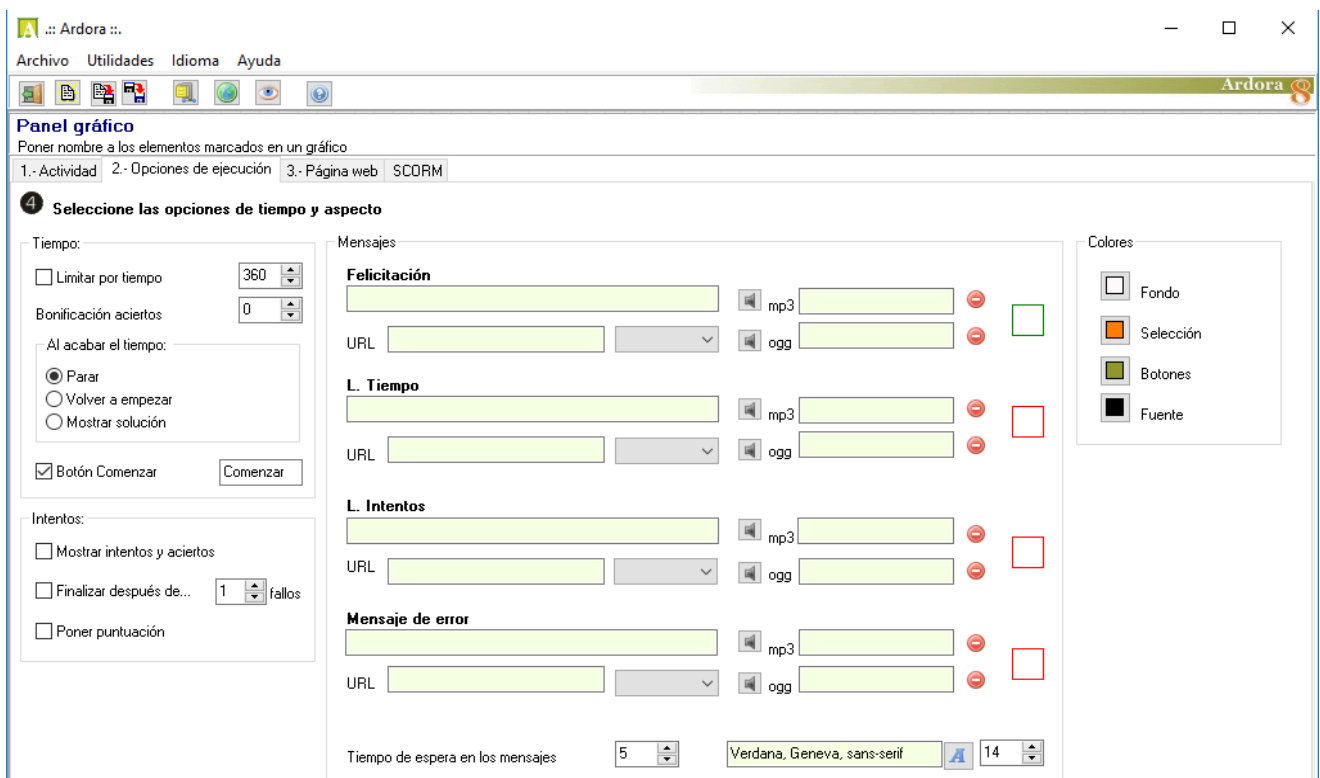 .:: Ardora ::.
Archivo Utilidades Idioma Ayuda
Ardora 8
Panel gráfico
Poner nombre a los elementos marcados en un gráfico
1.- Actividad 2.- Opciones de ejecución 3.- Página web SCORM
4 Seleccione las opciones de tiempo y aspecto
Tiempo:
Limitar por tiempo 360
Bonificación aciertos 0
Al acabar el tiempo:
Parar
Volver a empezar
Mostrar solución
Botón Comenzar Comenzar
Intentos:
Mostrar intentos y aciertos
Finalizar después de... 1 fallos
Poner puntuación
Mensajes
Felicitación
mp3
URL ogg
L. Tiempo
mp3
URL ogg
L. Intentos
mp3
URL ogg
Mensaje de error
mp3
URL ogg
Tiempo de espera en los mensajes 5 Verdana, Geneva, sans-serif A 14
Colores
Fondo
Selección
Botones
Fuente